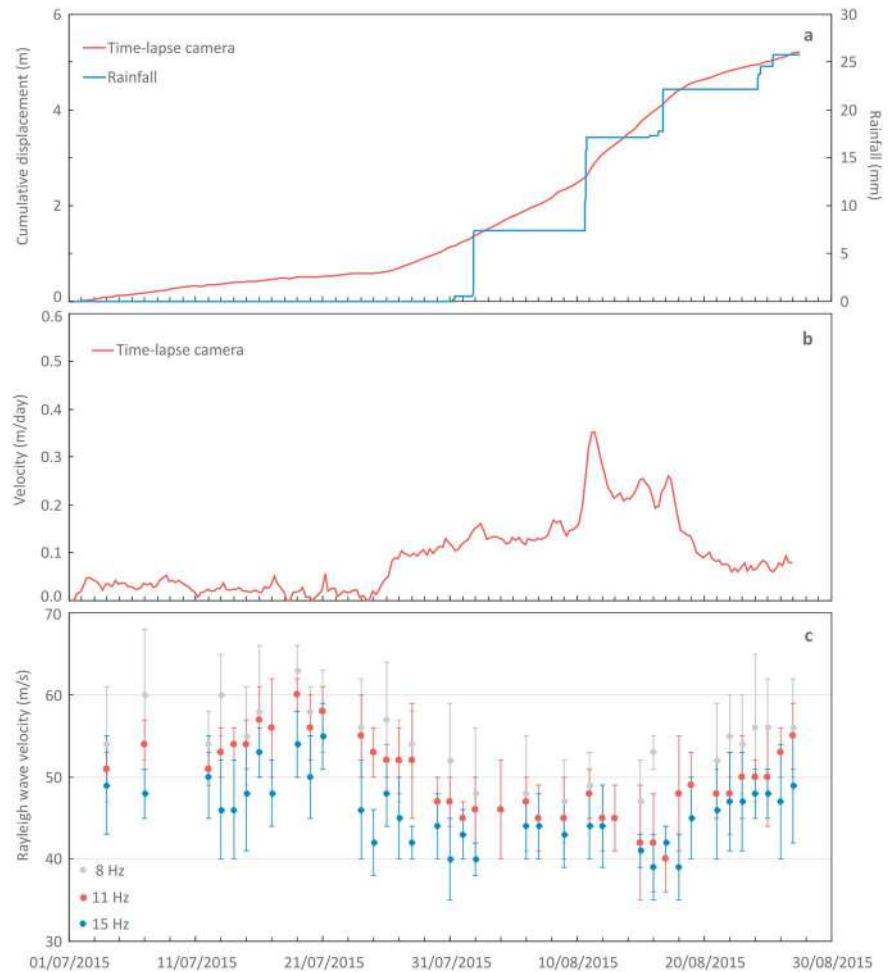 a
Time-lapse camera
Rainfall
Cumulative displacement (m)
6
4
2
0
Rainfall (mm)
30
25
20
15
10
5
0
b
Time-lapse camera
Velocity (m/day)
0.6
0.5
0.4
0.3
0.2
0.1
0.0
c
Rayleigh wave velocity (m/s)
70
60
50
40
30
8 Hz
11 Hz
15 Hz
01/07/2015 11/07/2015 21/07/2015 31/07/2015 10/08/2015 20/08/2015 30/08/2015